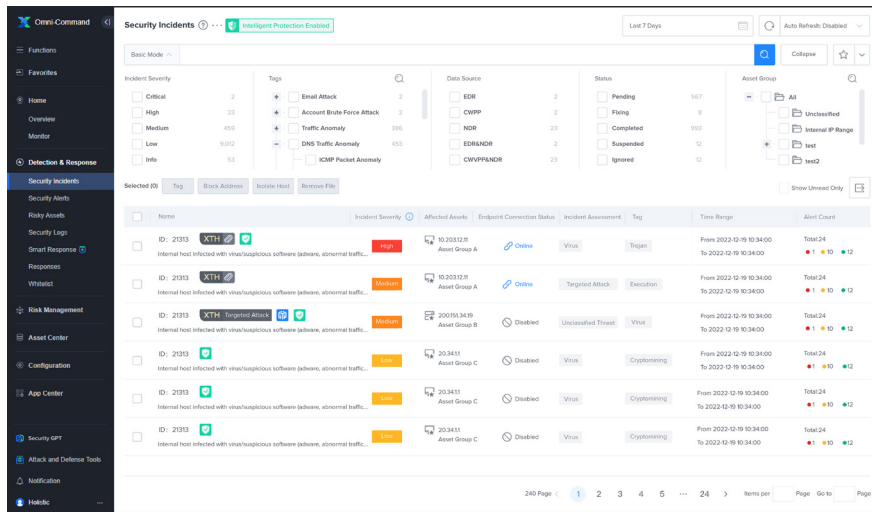 Omni-Command
Functions
Favorites
Home
Overview
Monitor
Detection & Response
Security Incidents
Security Alerts
Risky Assets
Security Logs
Smart Response
Responses
Whitelist
Risk Management
Asset Center
Configuration
App Center
Security GPT
Attack and Defense Tools
Notification
Holistic ...
Security Incidents ? ... Intelligent Protection Enabled
Last 7 Days
Auto Refresh: Disabled
Basic Mode
Collapse
Incident Severity
Critical 2
High 23
Medium 459
Low 9,012
Info 53
Tags
Email Attack 2
Account Brute Force Attack 2
Traffic Anomaly 396
DNS Traffic Anomaly 453
ICMP Packet Anomaly
Data Source
EDR 2
CWPP 2
NDR 23
EDR&NDR 2
CWVPP&NDR 23
Status
Pending 567
Fixing 8
Completed 993
Suspended 12
Ignored 12
Asset Group
All
Unclassified
Internal IP Range
test
test2
Selected (0) Tag Block Address Isolate Host Remove File
Show Unread Only
Name Incident Severity Affected Assets Endpoint Connection Status Incident Assessment Tag Time Range Alert Count
ID: 21313 XTH
Internal host infected with virus/suspicious software (adware, abnormal traffic...
High
10.203.12.11
Asset Group A
Online
Virus
Trojan
From 2022-12-19 10:34:00
To 2022-12-19 10:34:00
Total:24
1 10 12
ID: 21313 XTH
Internal host infected with virus/suspicious software (adware, abnormal traffic...
Medium
10.203.12.11
Asset Group A
Online
Targeted Attack
Execution
From 2022-12-19 10:34:00
To 2022-12-19 10:34:00
Total:24
1 10 12
ID: 21313 XTH Targeted Attack
Internal host infected with virus/suspicious software (adware, abnormal traffic...
Medium
200.151.34.19
Asset Group B
Disabled
Unclassified Threat
Virus
From 2022-12-19 10:34:00
To 2022-12-19 10:34:00
Total:24
1 10 12
ID: 21313
Internal host infected with virus/suspicious software (adware, abnormal traffic...
Low
20.34.1.1
Asset Group C
Disabled
Virus
Cryptomining
From 2022-12-19 10:34:00
To 2022-12-19 10:34:00
Total:24
1 10 12
ID: 21313
Internal host infected with virus/suspicious software (adware, abnormal traffic...
Low
20.34.1.1
Asset Group C
Disabled
Virus
Cryptomining
From 2022-12-19 10:34:00
To 2022-12-19 10:34:00
Total:24
1 10 12
ID: 21313
Internal host infected with virus/suspicious software (adware, abnormal traffic...
Low
20.34.1.1
Asset Group C
Disabled
Virus
Cryptomining
From 2022-12-19 10:34:00
To 2022-12-19 10:34:00
Total:24
1 10 12
240 Page < 1 2 3 4 5 ... 24 > Items per Page Go to Page